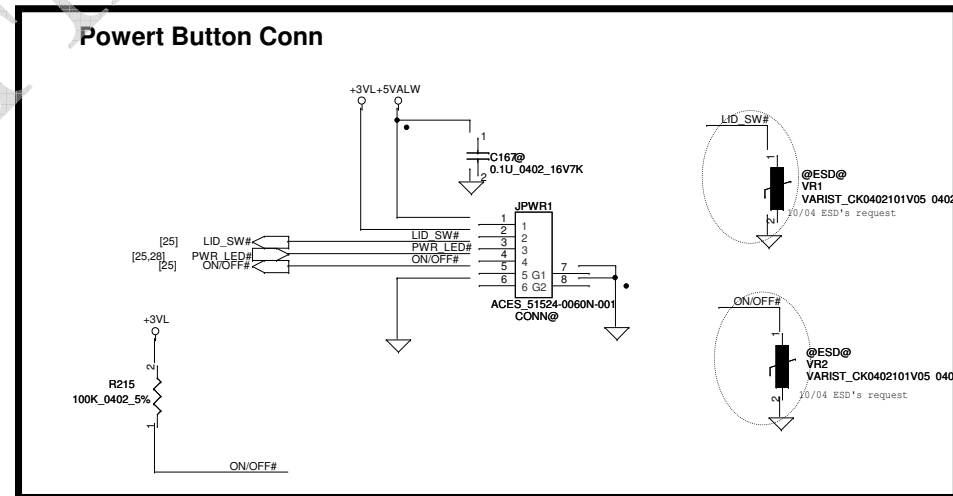 Powert Button Conn
+3VL +5VALW
1
C167@
0.1U_0402_16V7K
2
JPWR1
1 1
2 2
3 3
4 4
5 5 G1 7
6 6 G2 8
ACES_51524-0060N-001
CONN@
[25] LID_SW# LID_SW#
[25,28] PWR_LED# PWR_LED#
[25] ON/OFF# ON/OFF#
+3VL
2
R215
100K_0402_5%
1
ON/OFF#
LID_SW#
1
@ESD@
VR1
VARIST_CK0402101V05 0402
10/04 ESD's request
2
ON/OFF#
1
@ESD@
VR2
VARIST_CK0402101V05 040
10/04 ESD's request
2